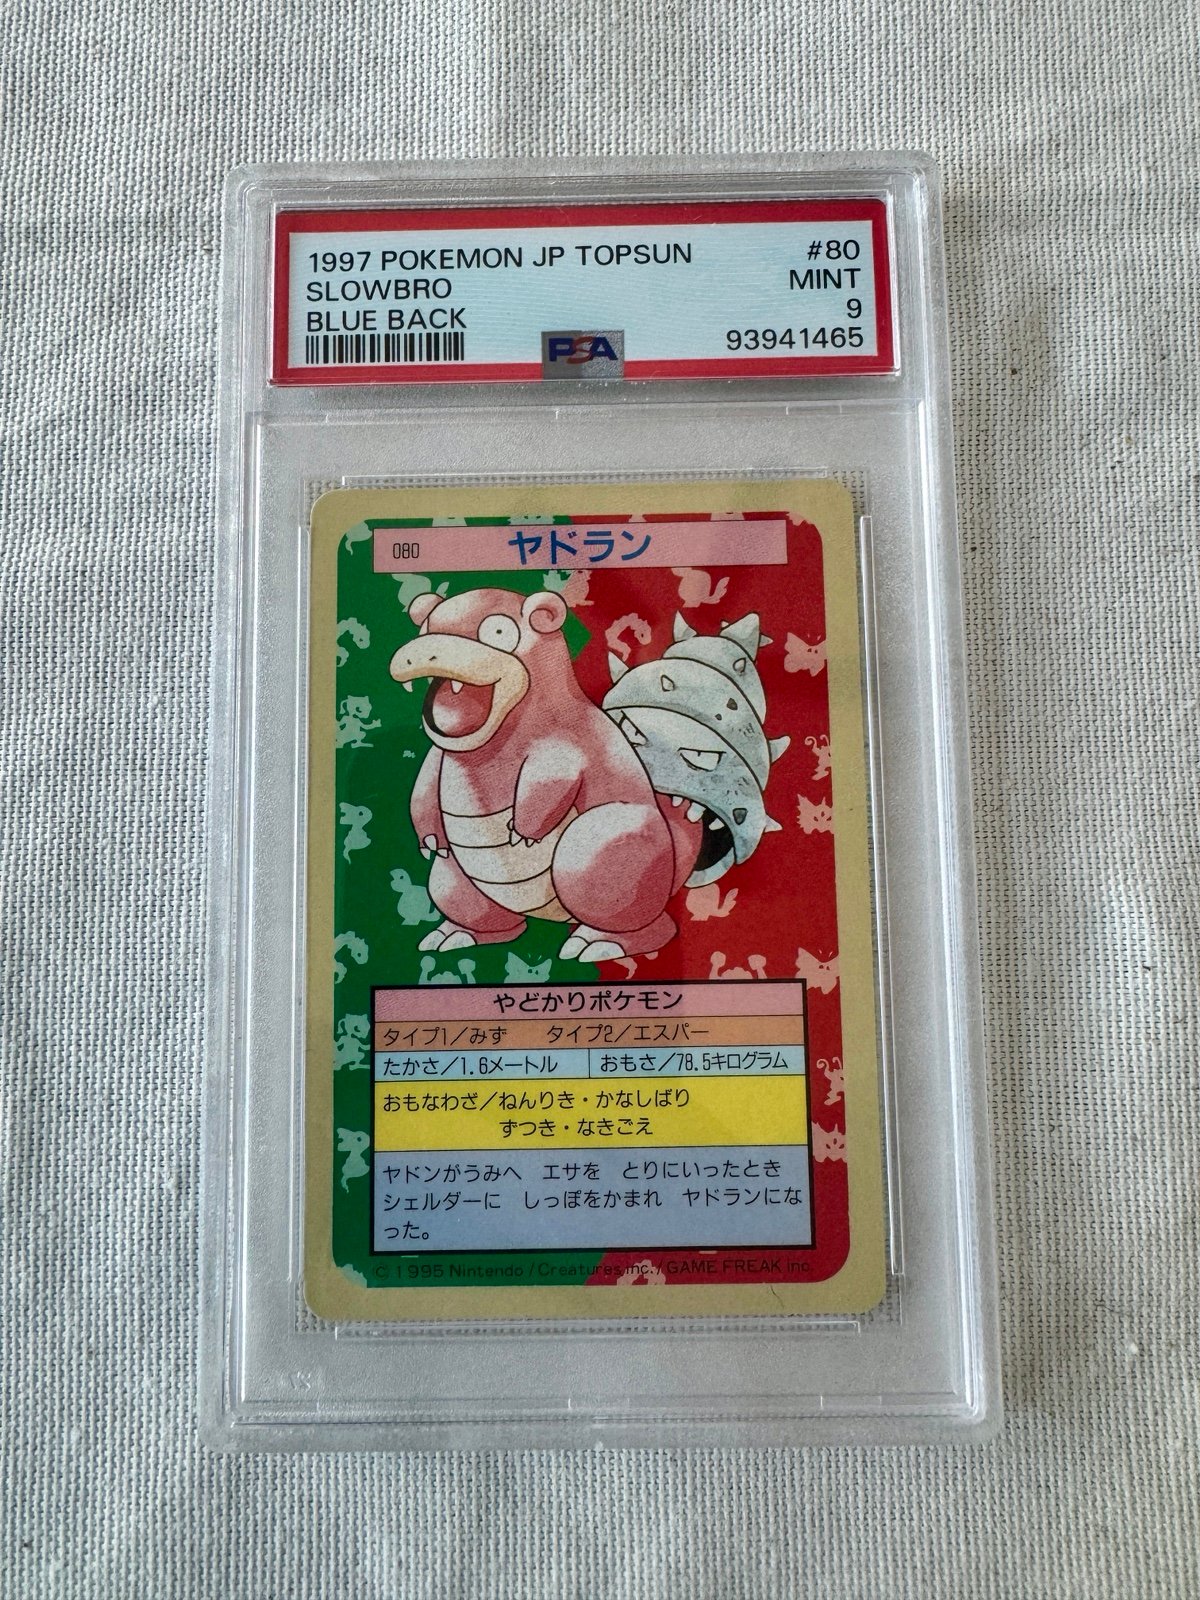 1997 POKEMON JP TOPSUN #80
SLOWBRO MINT
BLUE BACK 9
PSA 93941465
080 ヤドラン
やどかりポケモン
タイプ1/みず タイプ2/エスパー
たかさ/1.6メートル おもさ/78.5キログラム
おもなわざ/ねんりき・かなしばり
ずつき・なきごえ
ヤドンがうみへ エサを とりにいったとき
シェルダーに しっぽをかまれ ヤドランにな
った。
© 1995 Nintendo / Creatures inc. / GAME FREAK inc.